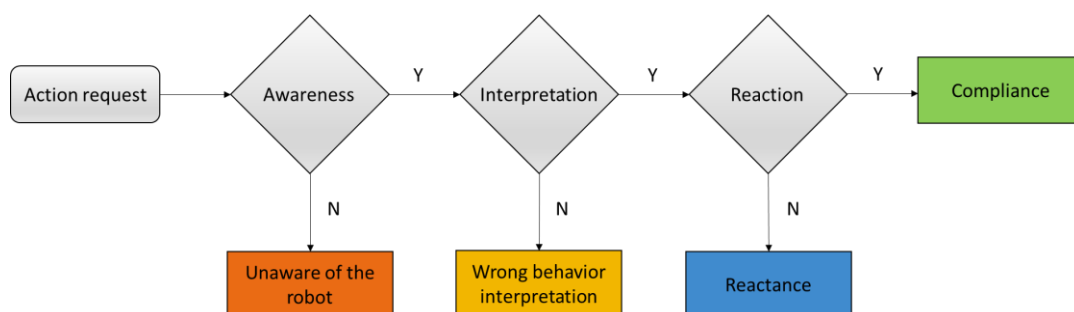 Action request
Awareness
Y
Interpretation
Y
Reaction
Y
Compliance
N
N
N
Unaware of the
robot
Wrong behavior
interpretation
Reactance